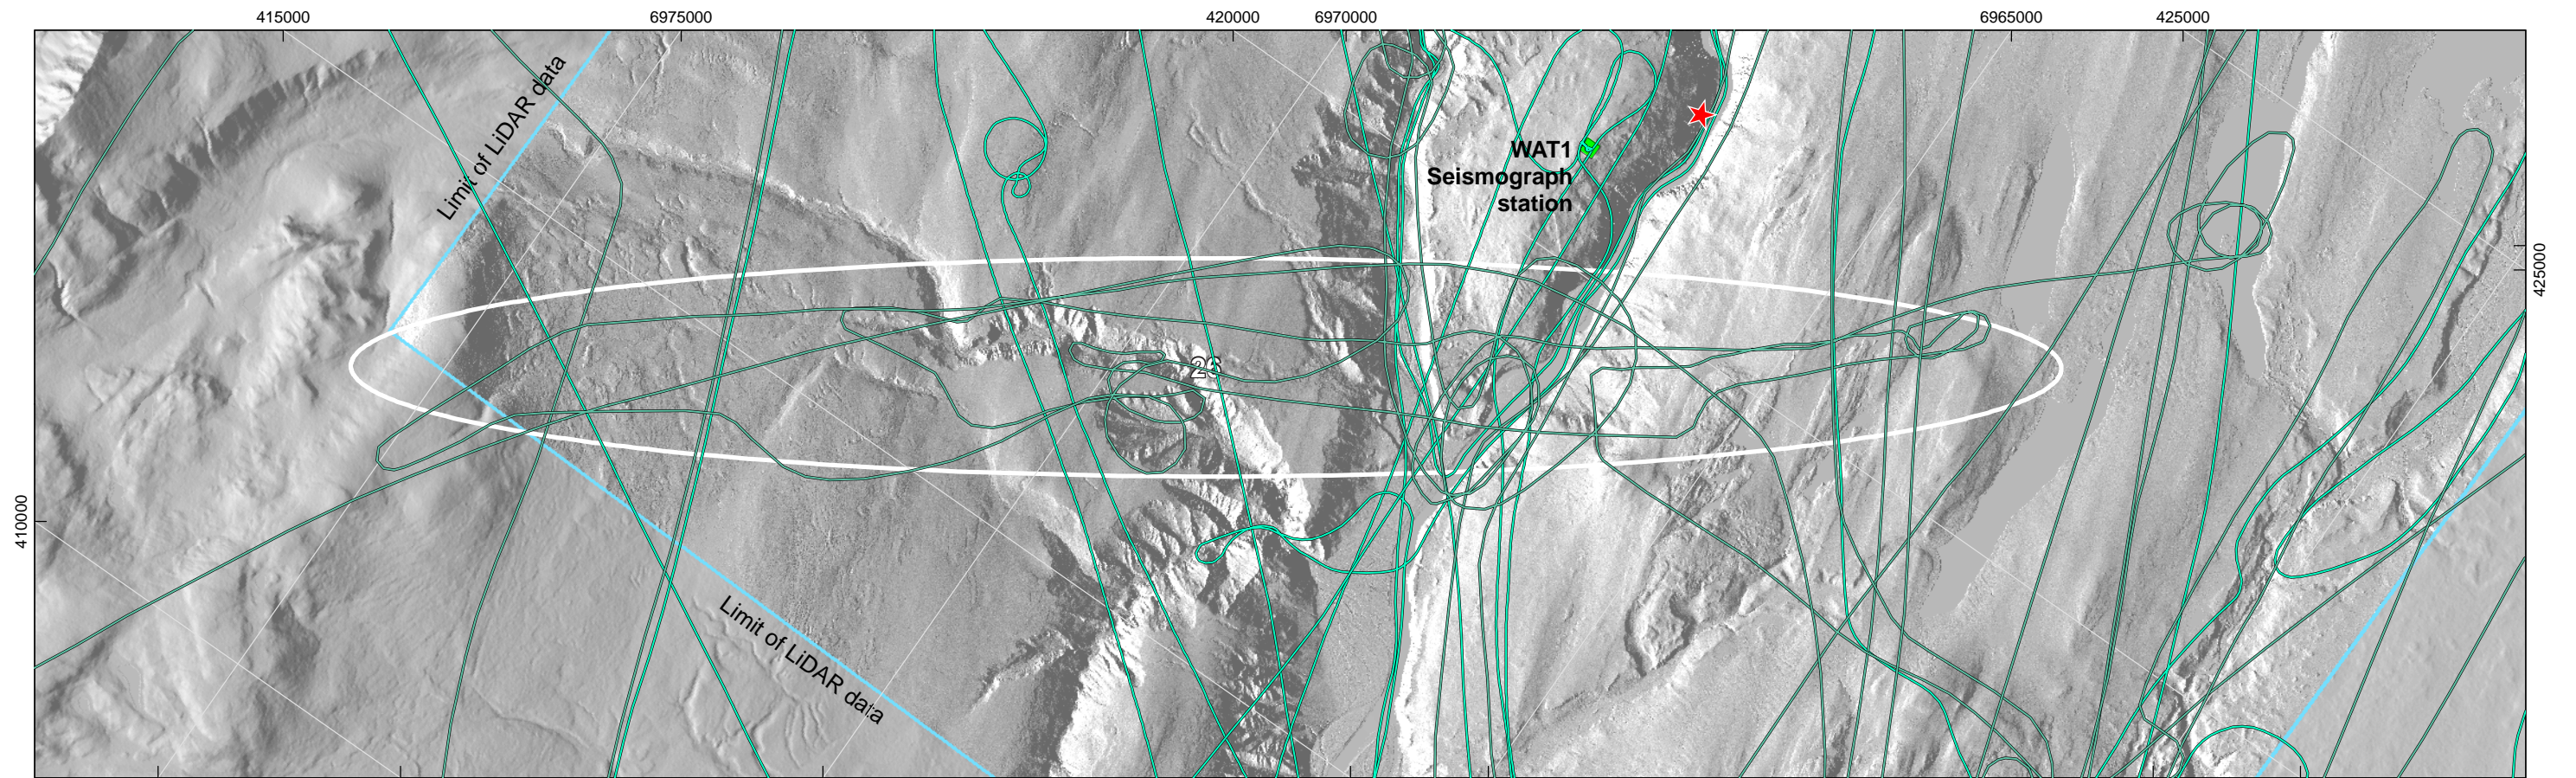 415000
6975000
420000
6970000
6965000
425000
Limit of LiDAR data
WAT1
Seismograph
station
425000
26
410000
Limit of LiDAR data